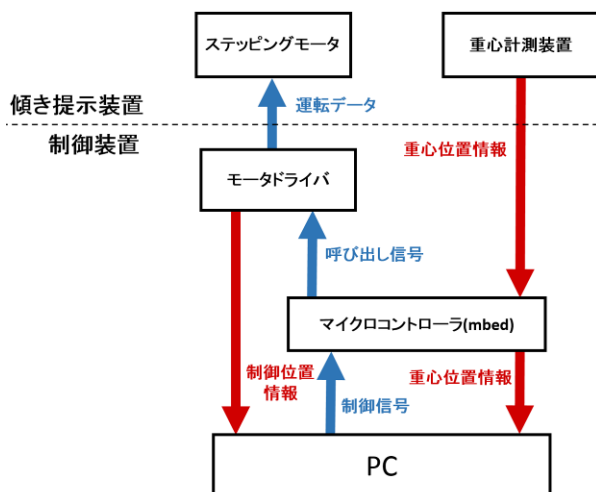 ステッピングモータ
重心計測装置
傾き提示装置
運転データ
制御装置
重心位置情報
モータドライバ
呼び出し信号
マイクロコントローラ(mbed)
制御位置
情報
重心位置情報
制御信号
PC